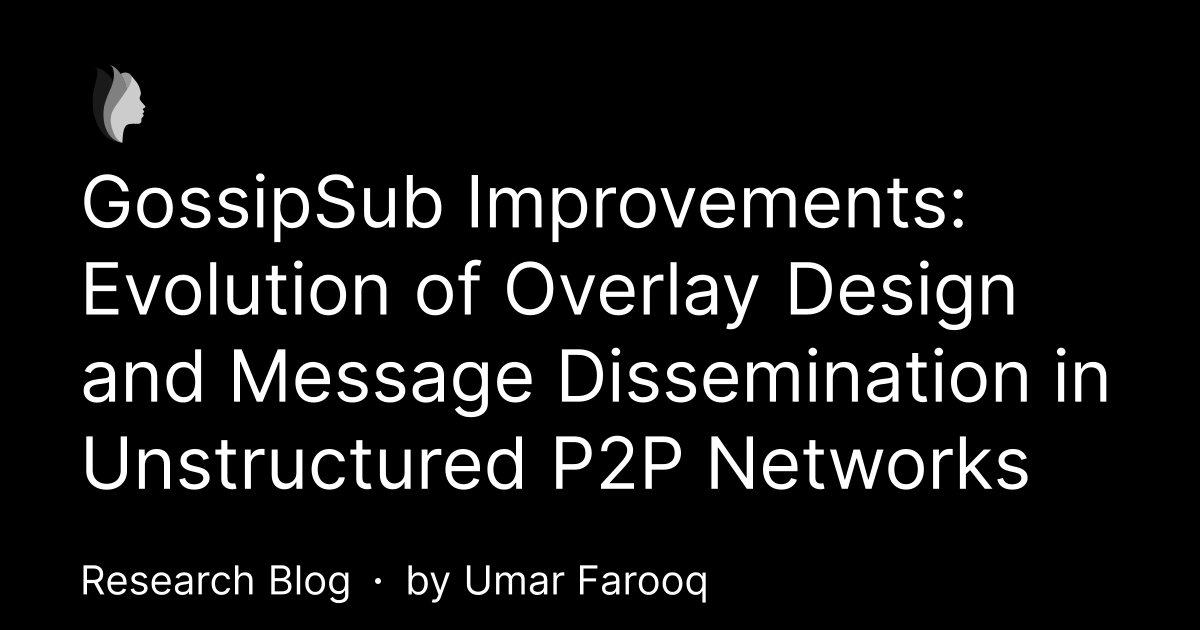 GossipSub Improvements:
Evolution of Overlay Design
and Message Dissemination in
Unstructured P2P Networks
Research Blog · by Umar Farooq